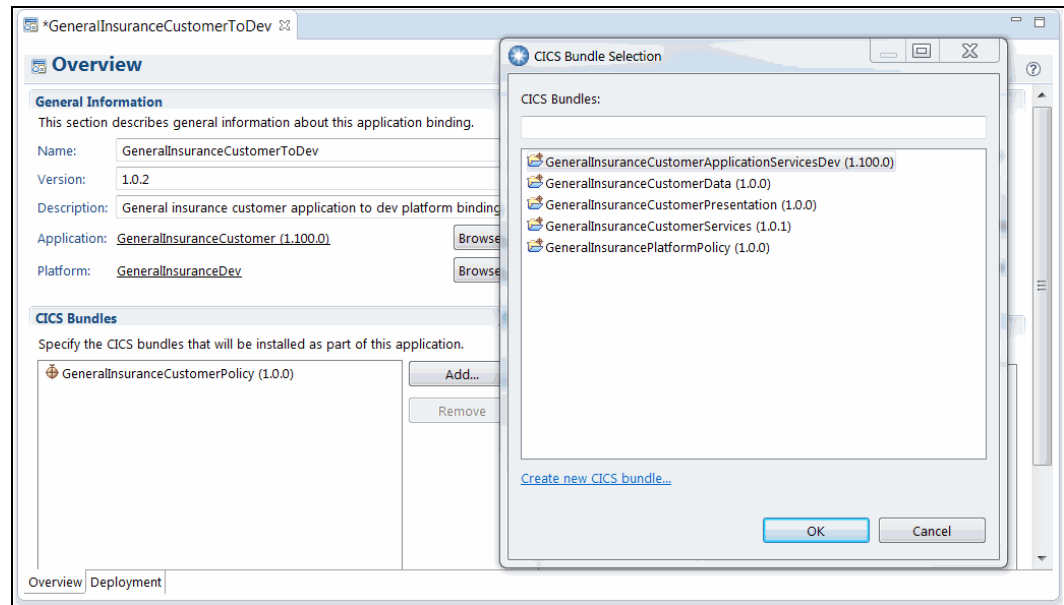 *GeneralInsuranceCustomerToDev
Overview
General Information
This section describes general information about this application binding.
Name: GeneralInsuranceCustomerToDev
Version: 1.0.2
Description: General insurance customer application to dev platform binding
Application: GeneralInsuranceCustomer (1.100.0) Browse
Platform: GeneralInsuranceDev Browse
CICS Bundles
Specify the CICS bundles that will be installed as part of this application.
GeneralInsuranceCustomerPolicy (1.0.0)
Add...
Remove
Overview Deployment
CICS Bundle Selection
CICS Bundles:
GeneralInsuranceCustomerApplicationServicesDev (1.100.0)
GeneralInsuranceCustomerData (1.0.0)
GeneralInsuranceCustomerPresentation (1.0.0)
GeneralInsuranceCustomerServices (1.0.1)
GeneralInsurancePlatformPolicy (1.0.0)
Create new CICS bundle...
OK Cancel